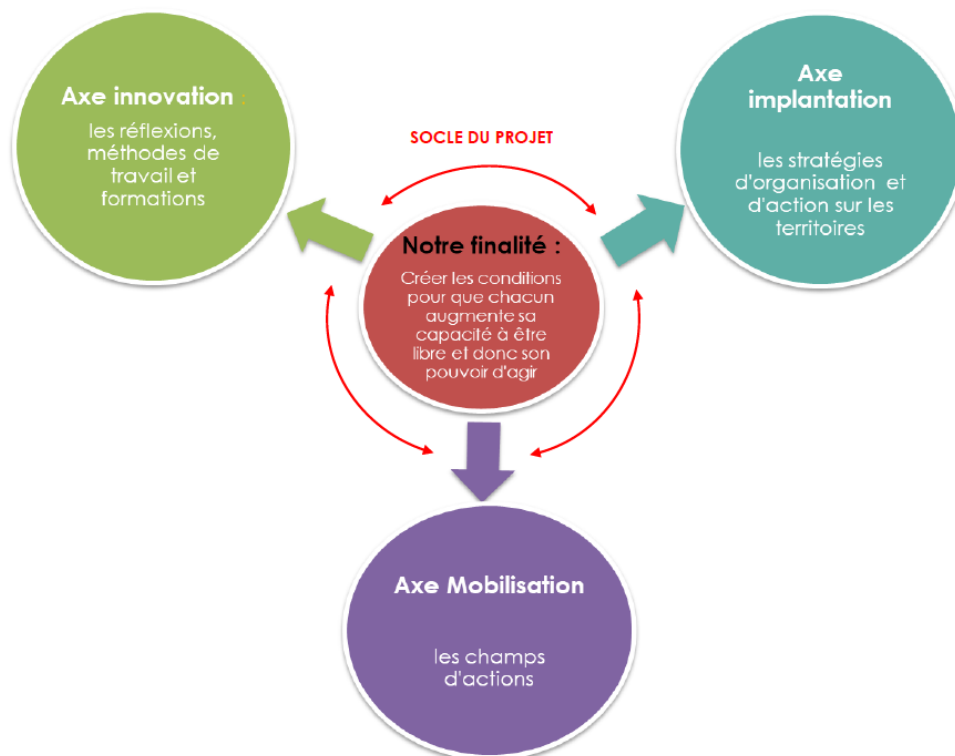 Axe innovation :
les réflexions,
méthodes de
travail et
formations
SOCLE DU PROJET
Axe
implantation
les stratégies
d'organisation et
d'action sur les
territoires
Notre finalité :
Créer les conditions
pour que chacun
augmente sa
capacité à être
libre et donc son
pouvoir d'agir
Axe Mobilisation
les champs
d'actions